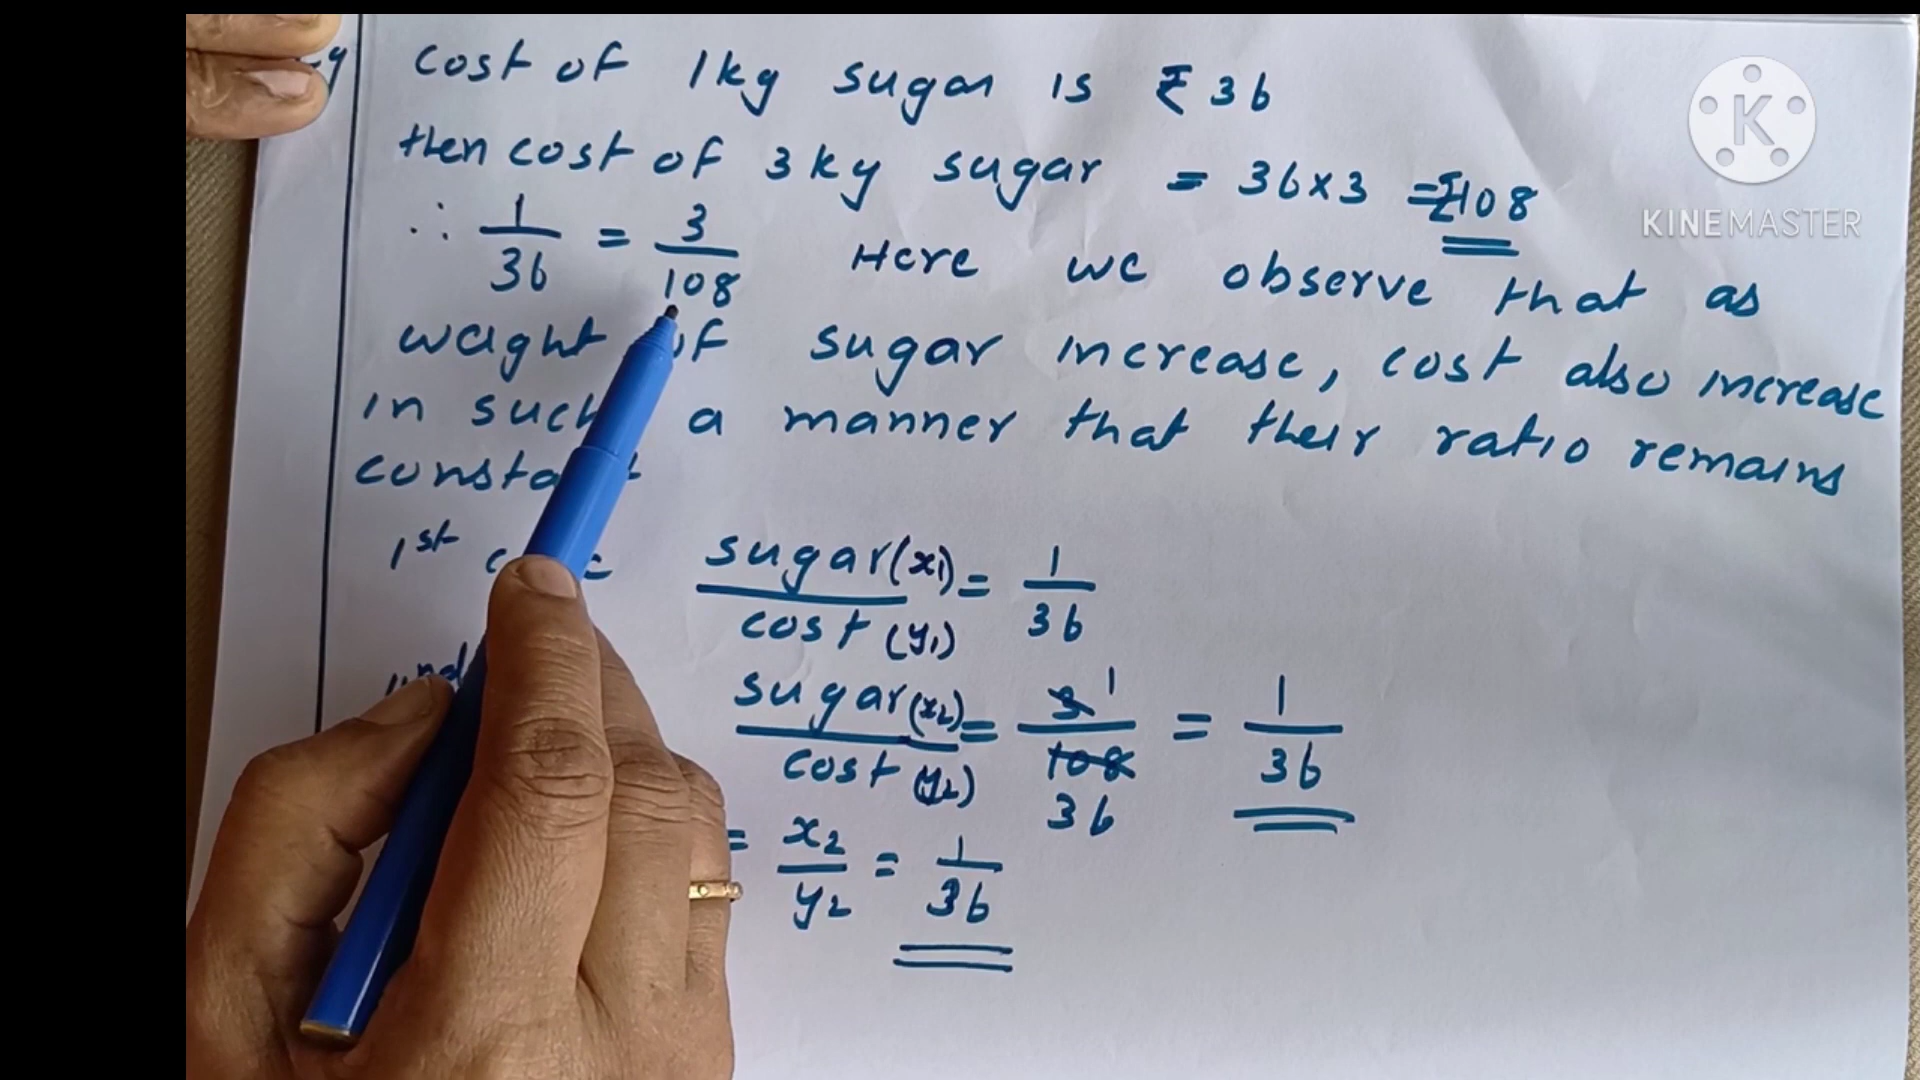 cost of 1kg sugar is ₹ 36
then cost of 3 kg sugar = 36x3 = ₹108
∴ 1/36 = 3/108 Here we observe that as
weight of sugar increase, cost also increase
in such a manner that their ratio remains
constant
1st sugar(x1)/cost(y1) = 1/36
sugar(x2)/cost(y2) = 3 1/108 36 = 1/36
= x2/y2 = 1/36
K
KINEMASTER